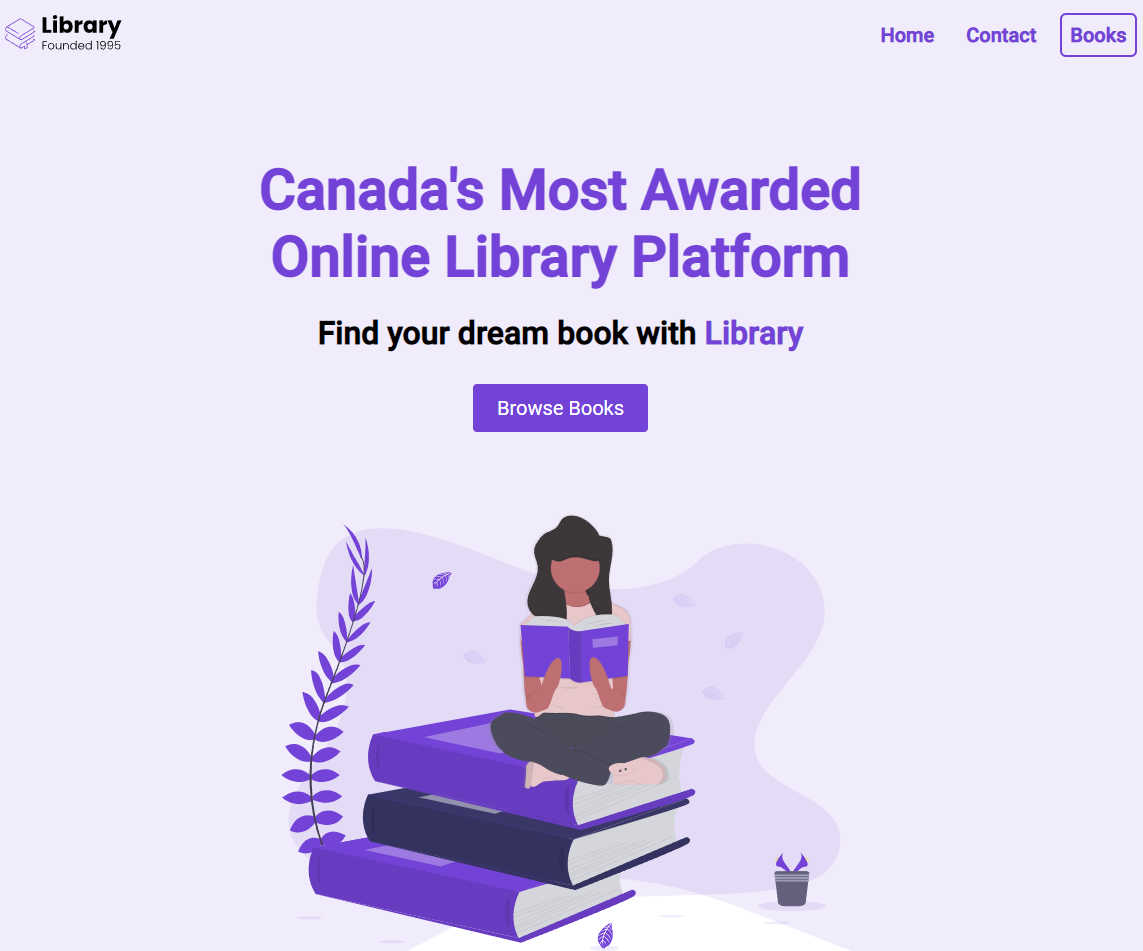 Library
Founded 1995
Home Contact Books
Canada's Most Awarded
Online Library Platform
Find your dream book with Library
Browse Books